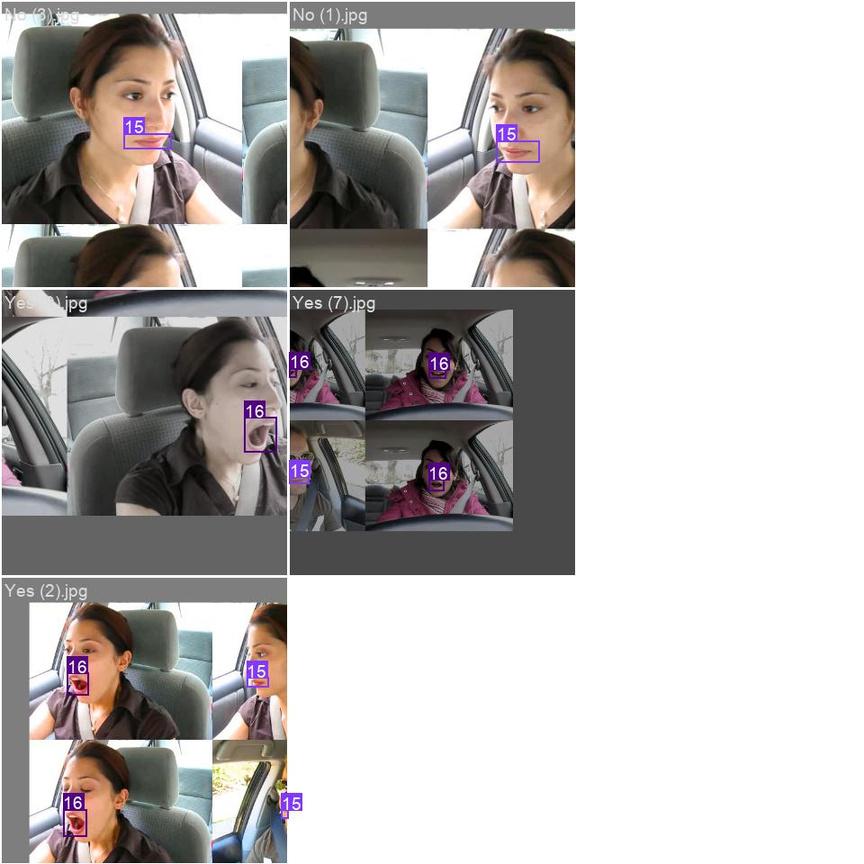 No (3).jpg
No (1).jpg
15
15
Yes
).jpg
Yes (7).jpg
16
16
16
15
16
Yes (2).jpg
16
15
16
15